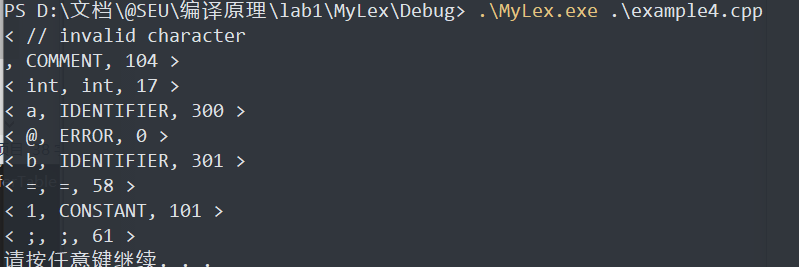 PS D:\文档\@SEU\编译原理\lab1\MyLex\Debug> .\MyLex.exe .\example4.cpp
< // invalid character
, COMMENT, 104 >
< int, int, 17 >
< a, IDENTIFIER, 300 >
< @, ERROR, 0 >
< b, IDENTIFIER, 301 >
< =, =, 58 >
< 1, CONSTANT, 101 >
< ;, ;, 61 >
请按任意键继续. . .